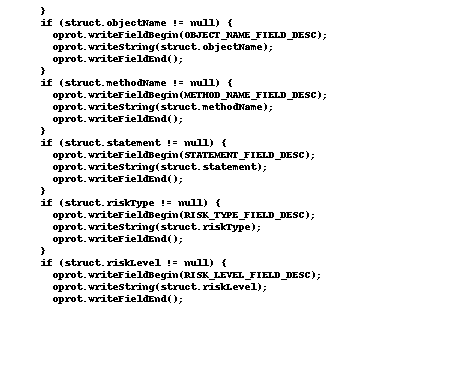 }
if (struct.objectName != null) {
oprot.writeFieldBegin(OBJECT_NAME_FIELD_DESC);
oprot.writeString(struct.objectName);
oprot.writeFieldEnd();
}
if (struct.methodName != null) {
oprot.writeFieldBegin(METHOD_NAME_FIELD_DESC);
oprot.writeString(struct.methodName);
oprot.writeFieldEnd();
}
if (struct.statement != null) {
oprot.writeFieldBegin(STATEMENT_FIELD_DESC);
oprot.writeString(struct.statement);
oprot.writeFieldEnd();
}
if (struct.riskType != null) {
oprot.writeFieldBegin(RISK_TYPE_FIELD_DESC);
oprot.writeString(struct.riskType);
oprot.writeFieldEnd();
}
if (struct.riskLevel != null) {
oprot.writeFieldBegin(RISK_LEVEL_FIELD_DESC);
oprot.writeString(struct.riskLevel);
oprot.writeFieldEnd();